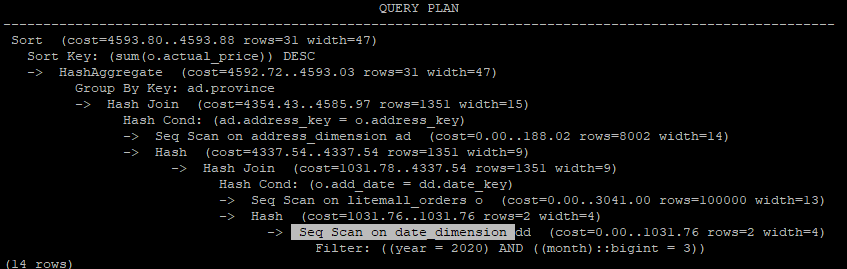 QUERY PLAN
---------------------------------------------------------------------------------------------------------
Sort  (cost=4593.80..4593.88 rows=31 width=47)
  Sort Key: (sum(o.actual_price)) DESC
  ->  HashAggregate  (cost=4592.72..4593.03 rows=31 width=47)
        Group By Key: ad.province
        ->  Hash Join  (cost=4354.43..4585.97 rows=1351 width=15)
              Hash Cond: (ad.address_key = o.address_key)
              ->  Seq Scan on address_dimension ad  (cost=0.00..188.02 rows=8002 width=14)
              ->  Hash  (cost=4337.54..4337.54 rows=1351 width=9)
                    ->  Hash Join  (cost=1031.78..4337.54 rows=1351 width=9)
                          Hash Cond: (o.add_date = dd.date_key)
                          ->  Seq Scan on litemall_orders o  (cost=0.00..3041.00 rows=100000 width=13)
                          ->  Hash  (cost=1031.76..1031.76 rows=2 width=4)
                                ->  Seq Scan on date_dimension dd  (cost=0.00..1031.76 rows=2 width=4)
                                      Filter: ((year = 2020) AND ((month)::bigint = 3))
(14 rows)